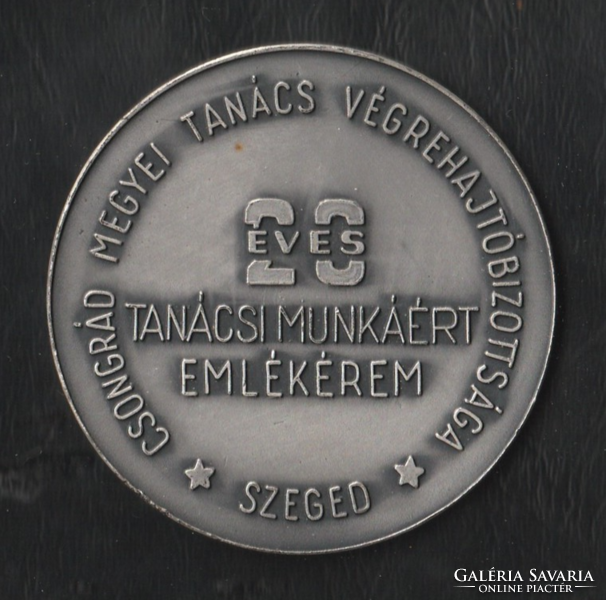 CSONGRÁD MEGYEI TANÁCS VÉGREHAJTÓBIZOTTSÁGA
20
ÉVES
TANÁCSI MUNKÁÉRT
EMLÉKÉREM
SZEGED
GALÉRIA SAVARIA
ONLINE PIACTÉR